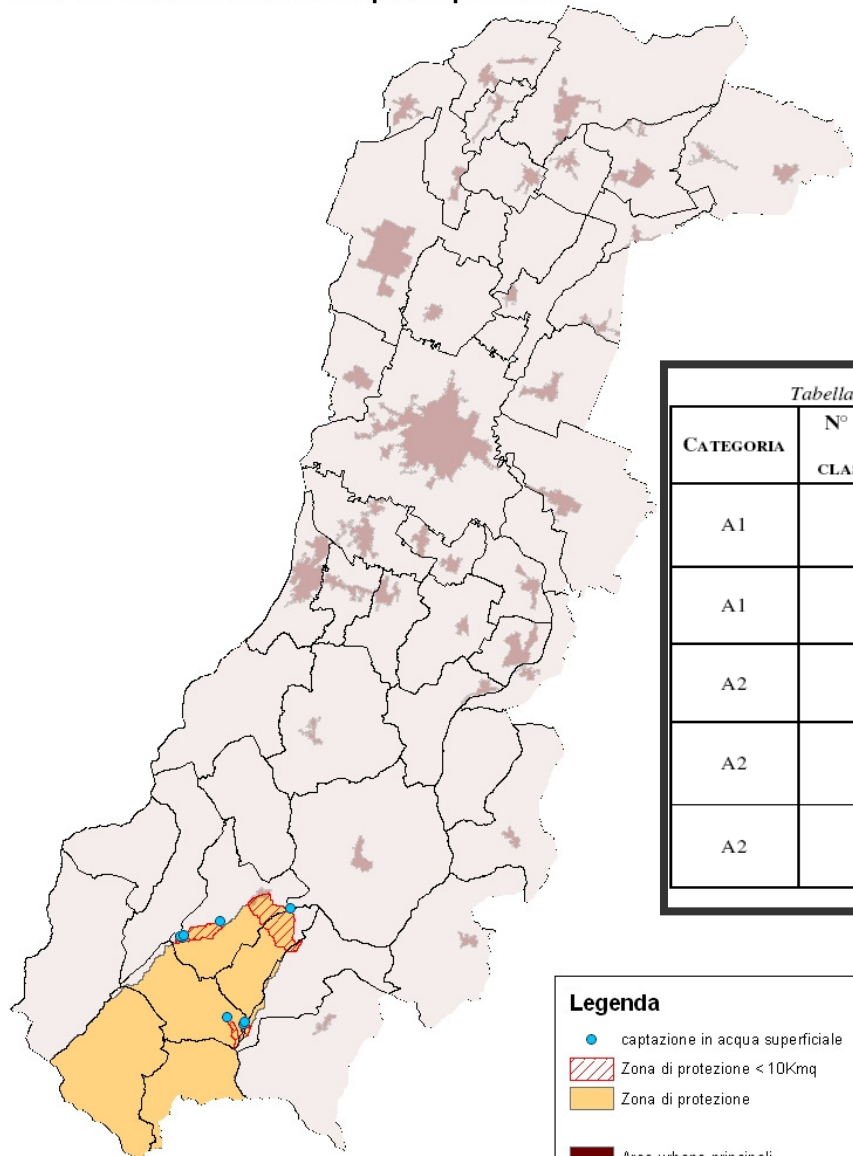 Tabella
CATEGORIA
N°
CLAS
A1
A1
A2
A2
A2
Legenda
captazione in acqua superficiale
Zona di protezione < 10Kmq
Zona di protezione